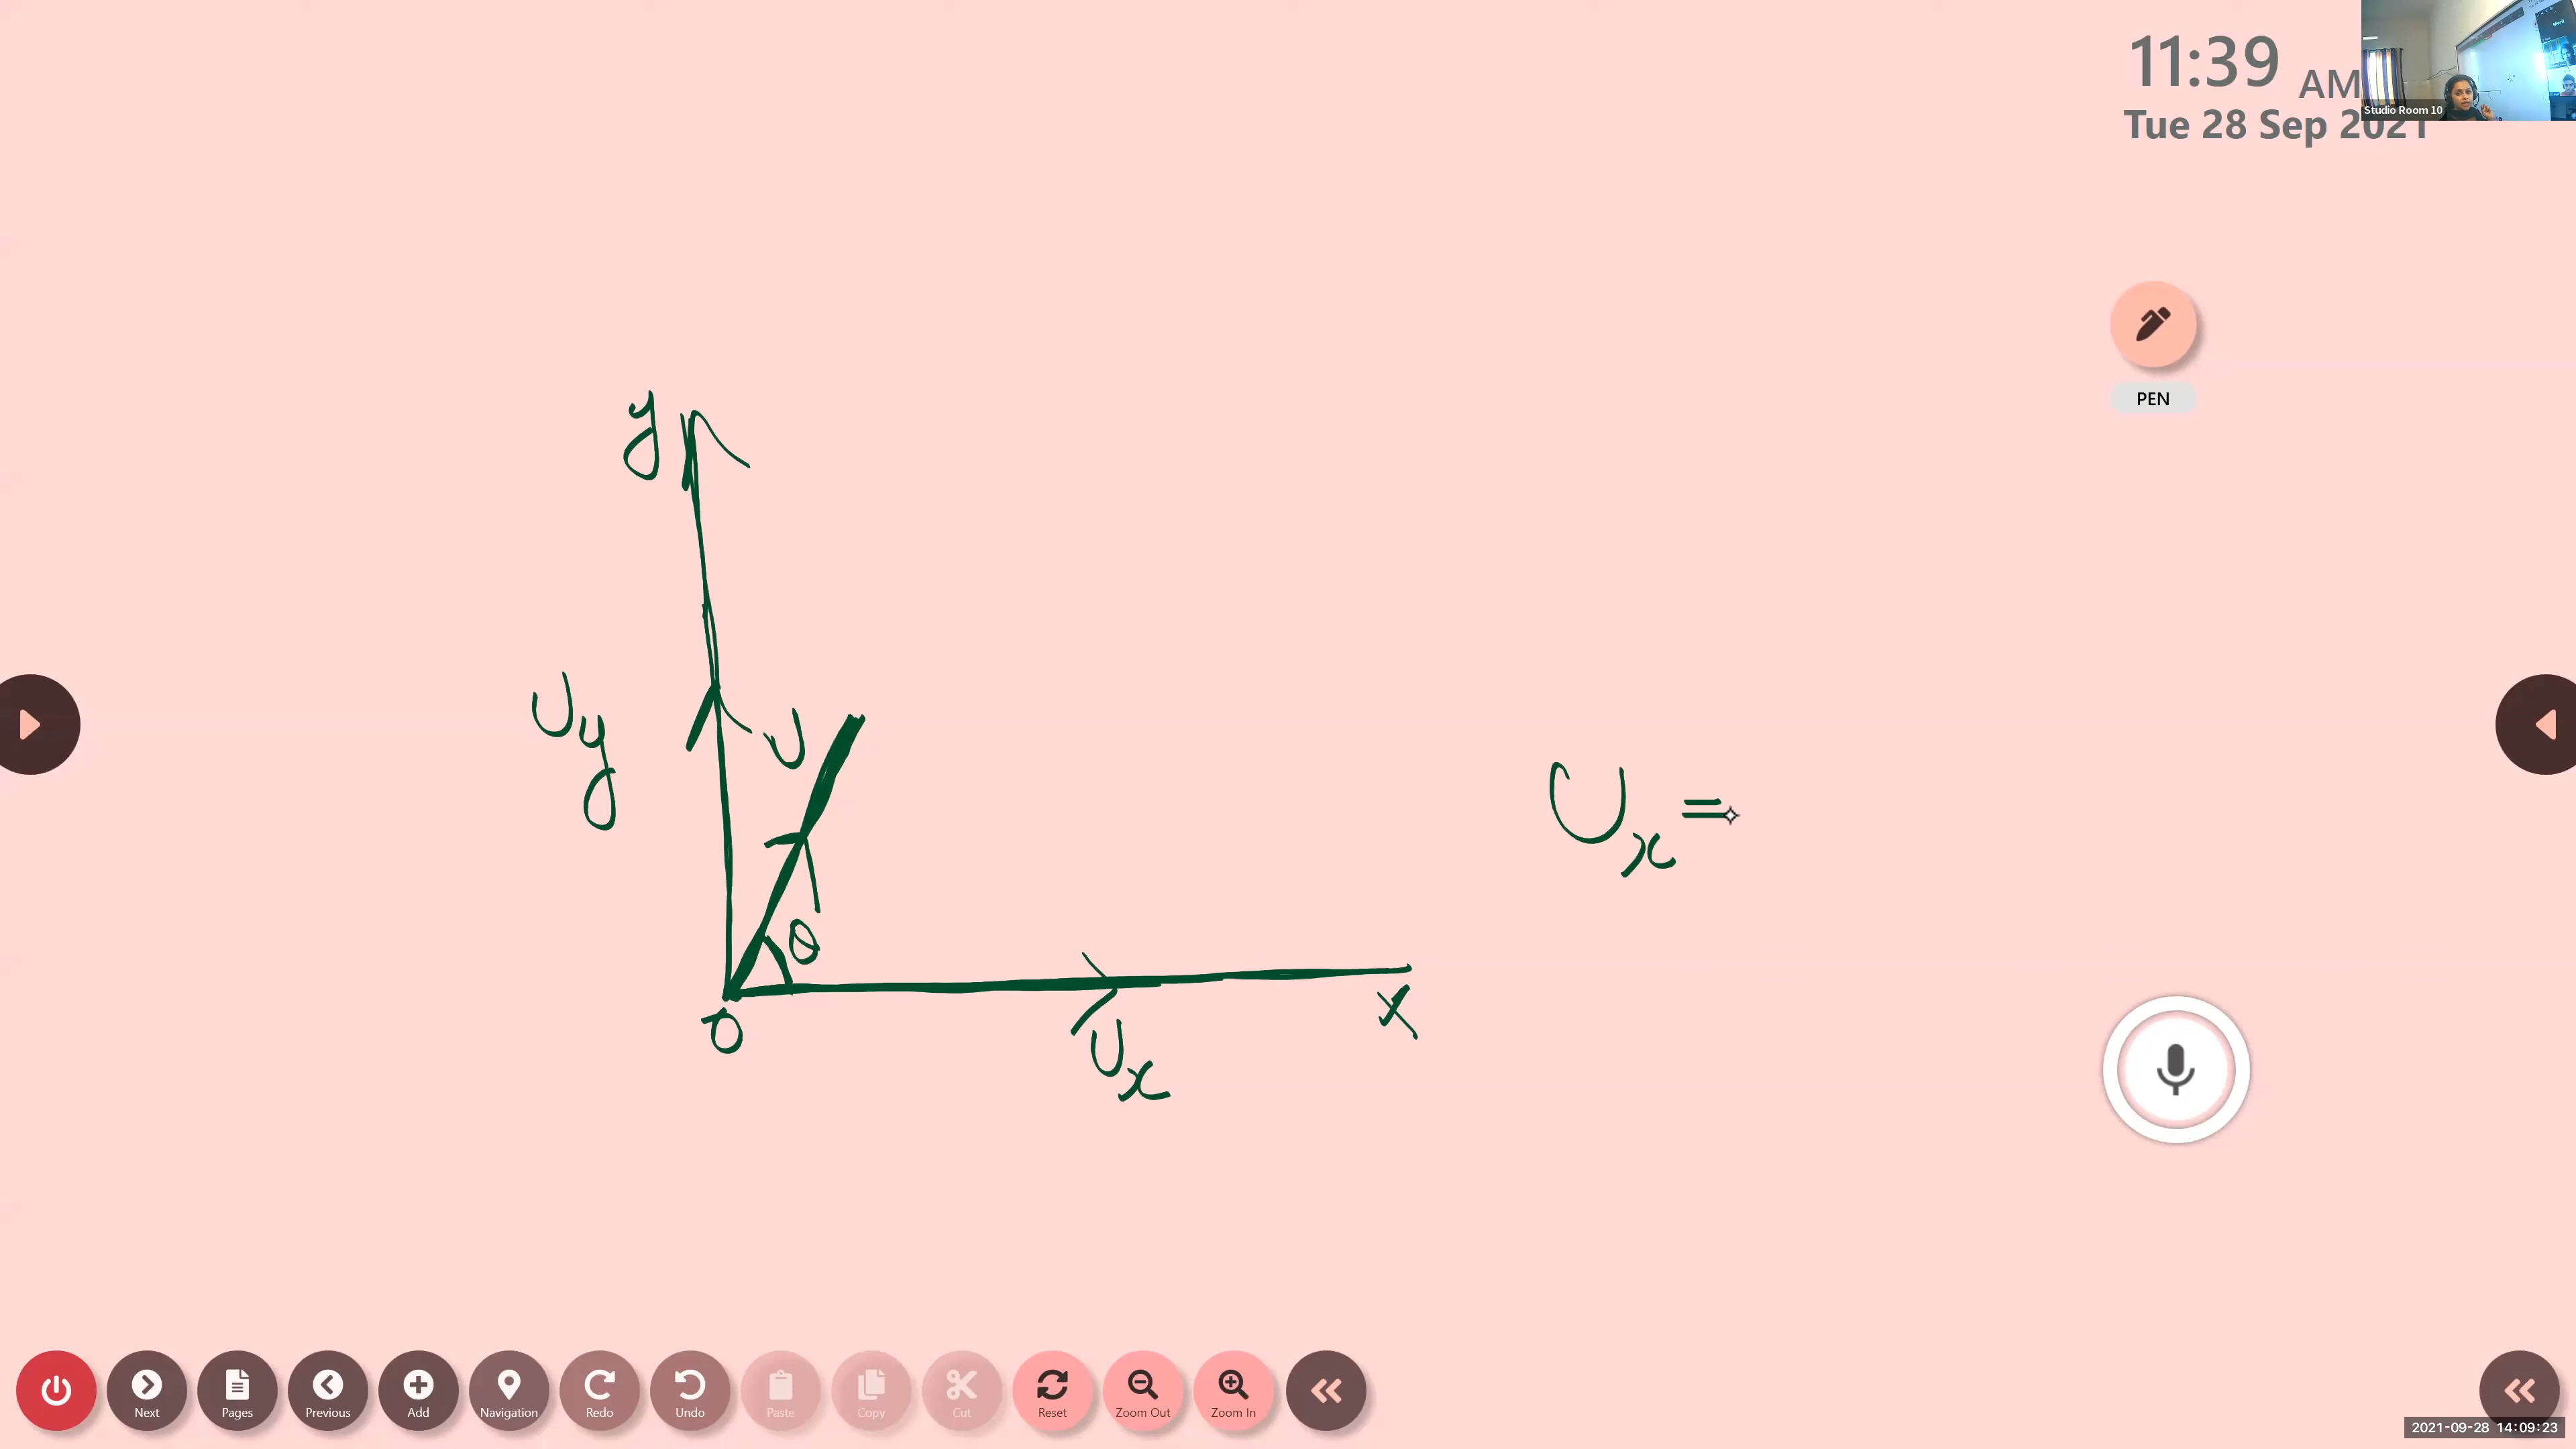 11:39 AM
Studio Room 10
Tue 28 Sep 2021
PEN
y
U
Uy
Ux =
θ
x
O
Ux
Next Pages Previous Add Navigation Redo Undo Paste Copy Cut Reset Zoom Out Zoom In
2021-09-28 14:09:23